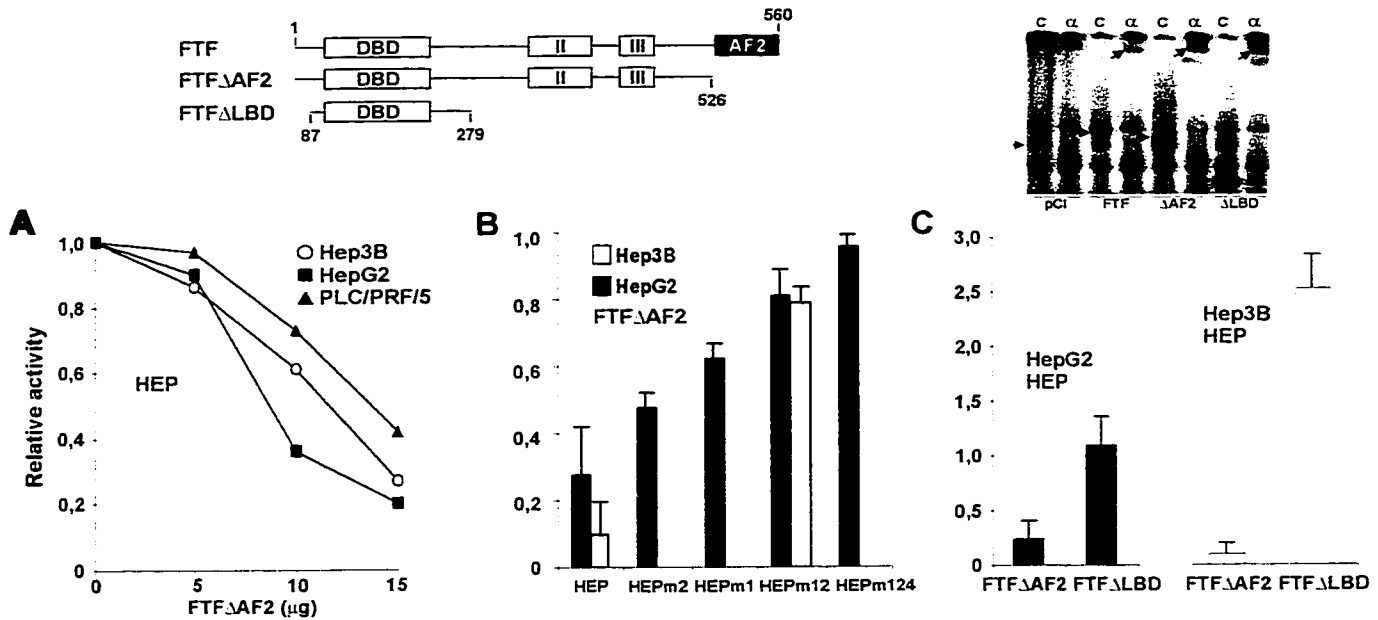 1 560
FTF DBD II III AF2
FTFΔAF2 DBD II III
526
FTFΔLBD DBD
87 279
C α C α C α C α
pCI FTF ΔAF2 ΔLBD
A
Relative activity
1,0
0,8
0,6
0,4
0,2
0
Hep3B
HepG2
PLC/PRF/5
HEP
0 5 10 15
FTFΔAF2 (µg)
B
1,0
0,8
0,6
0,4
0,2
0
Hep3B
HepG2
FTFΔAF2
HEP HEPm2 HEPm1 HEPm12 HEPm124
C
3,0
2,5
2,0
1,5
1,0
0,5
0
HepG2
HEP
Hep3B
HEP
FTFΔAF2 FTFΔLBD FTFΔAF2 FTFΔLBD